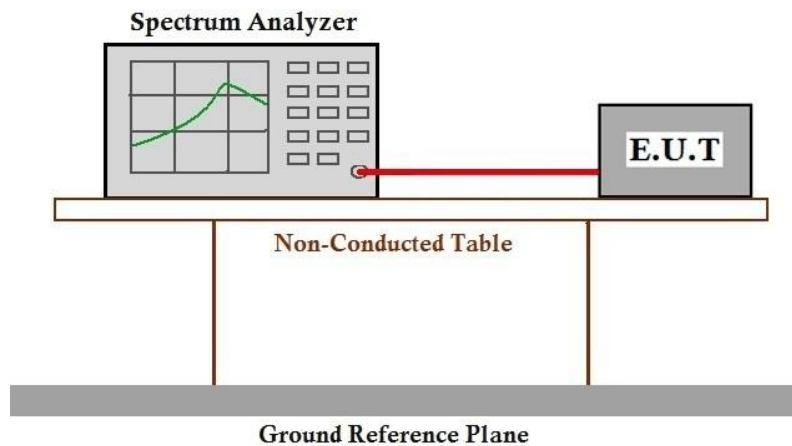 Spectrum Analyzer
E.U.T
Non-Conducted Table
Ground Reference Plane